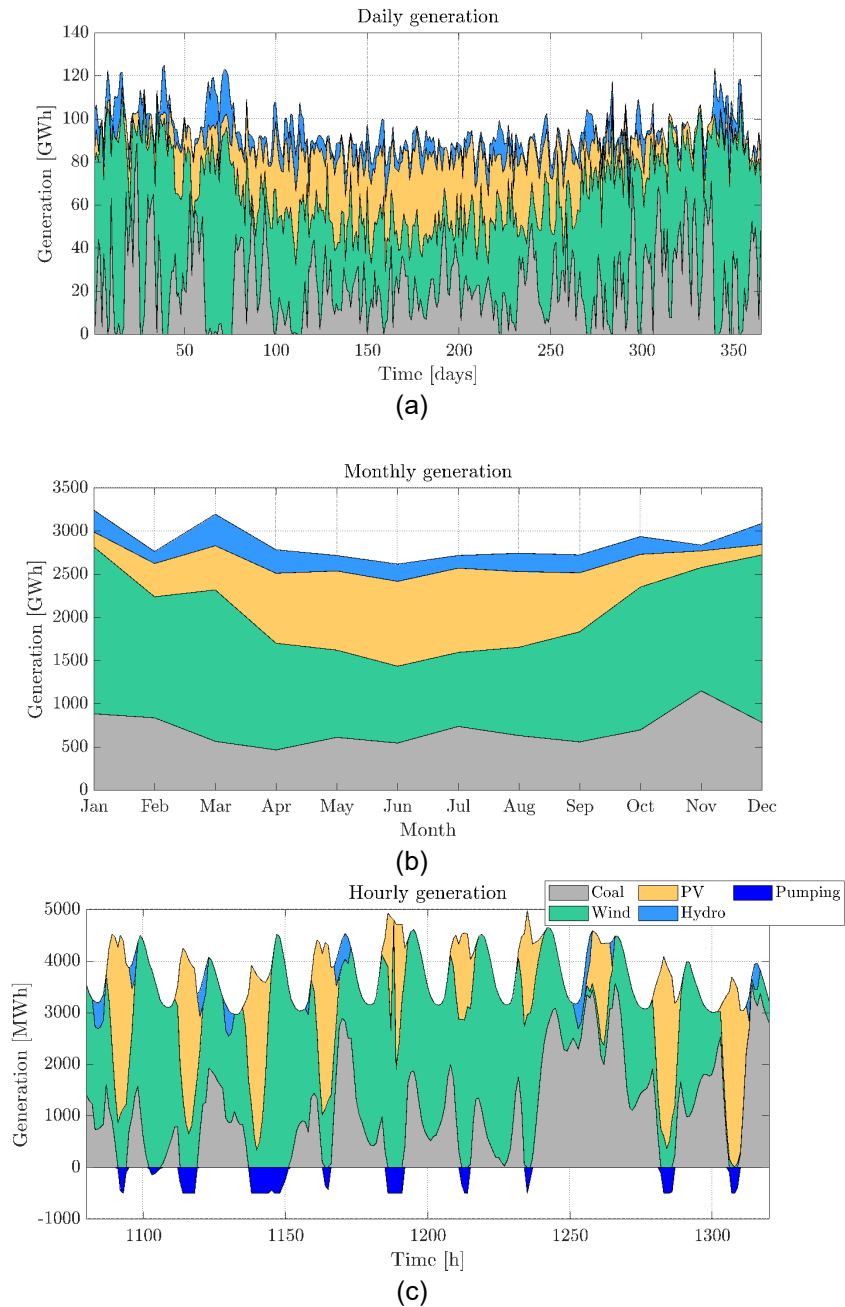 Daily generation
140
120
100
80
60
40
20
0
Generation [GWh]
50 100 150 200 250 300 350
Time [days]
(a)
Monthly generation
3500
3000
2500
2000
1500
1000
500
0
Generation [GWh]
Jan Feb Mar Apr May Jun Jul Aug Sep Oct Nov Dec
Month
(b)
Hourly generation
Coal PV Pumping
Wind Hydro
5000
4000
3000
2000
1000
0
-1000
Generation [MWh]
1100 1150 1200 1250 1300
Time [h]
(c)